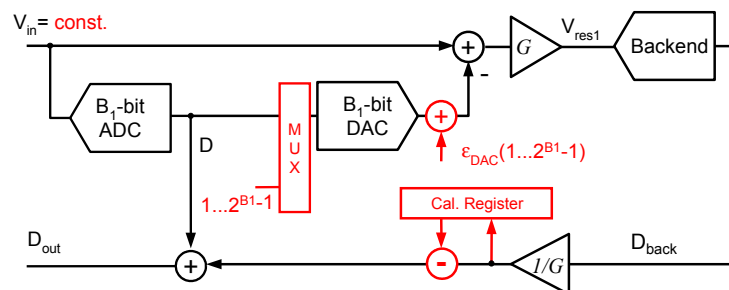 V_in= const.
+
G
V_res1
Backend
-
B_1-bit
ADC
D
M
U
X
B_1-bit
DAC
+
ε_DAC(1...2^B1-1)
1...2^B1-1
Cal. Register
D_out
+
-
1/G
D_back